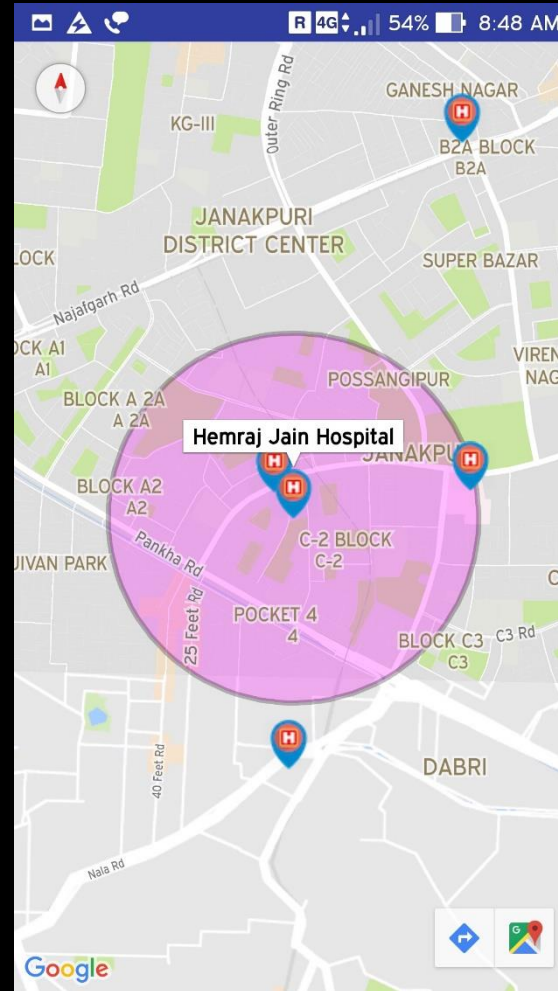 R 4G 54% 8:48 AM
Outer Ring Rd
GANESH NAGAR
H
KG-III
B2A BLOCK
B2A
JANAKPURI
DISTRICT CENTER
LOCK
SUPER BAZAR
Najafgarh Rd
OCK A1
A1
VIREN
NAG
POSSANGIPUR
BLOCK A 2A
A 2A
Hemraj Jain Hospital
JANAKPU
H
H
H
BLOCK A2
A2
C-2 BLOCK
C-2
Pankha Rd
UIVAN PARK
C
25 Feet Rd
POCKET 4
4
BLOCK C3
C3
C3 Rd
H
40 Feet Rd
DABRI
Nala Rd
G
Google